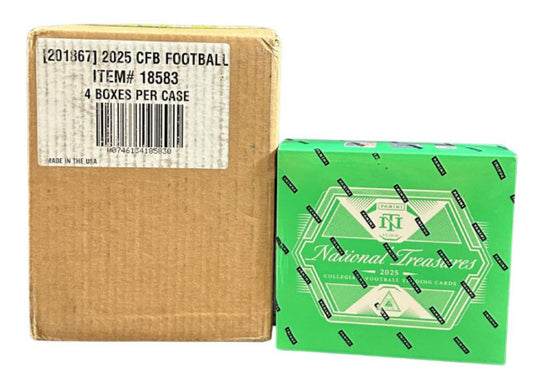 [201867] 2025 CFB FOOTBALL
ITEM# 18583
4 BOXES PER CASE
00746134185830
MADE IN THE USA
PANINI
NT
National Treasures
2025
COLLEGIATE FOOTBALL TRADING CARDS